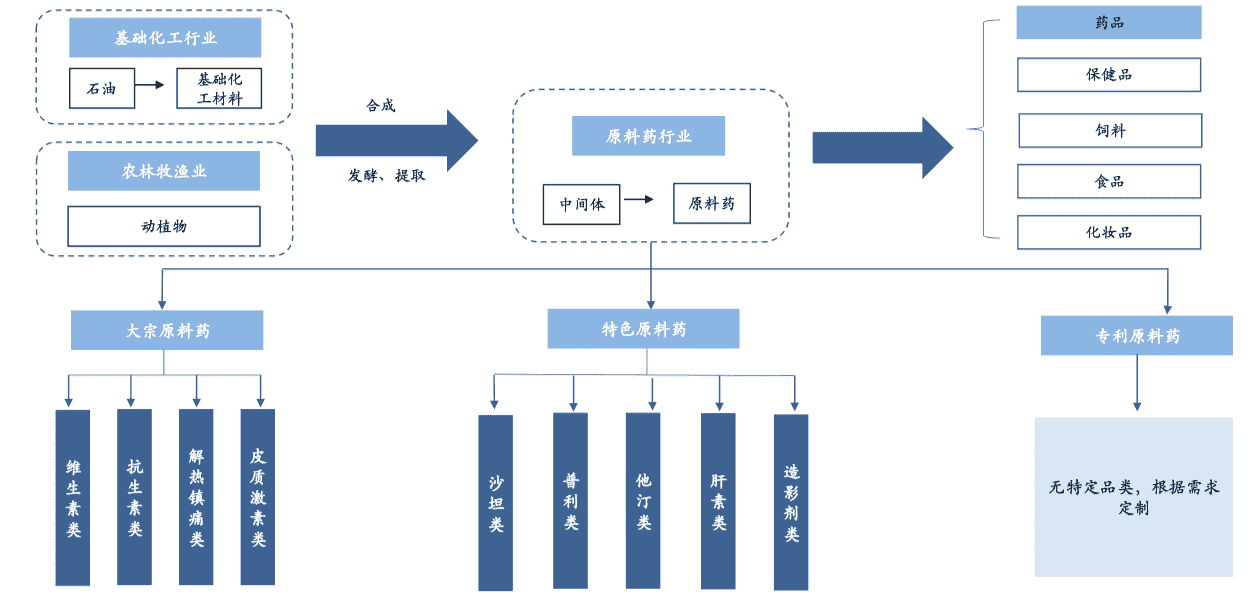 基础化工行业
石油
基础化
工材料
农林牧渔业
动植物
合成
发酵、提取
原料药行业
中间体
原料药
药品
保健品
饲料
食品
化妆品
大宗原料药
维生素类
抗生素类
解热镇痛类
皮质激素类
特色原料药
沙坦类
普利类
他汀类
肝素类
造影剂类
专利原料药
无特定品类，根据需求
定制